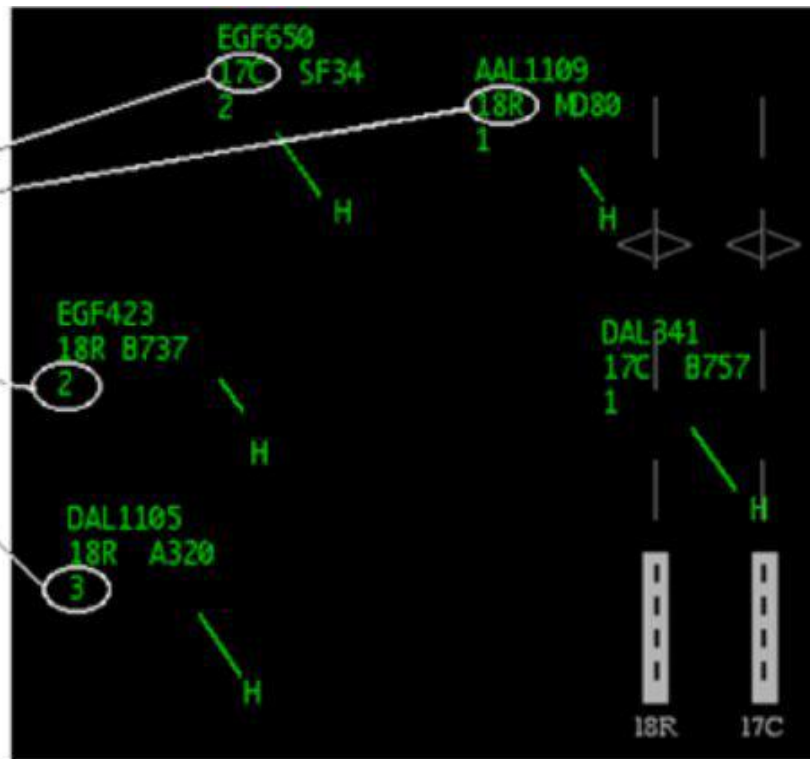 EGF650
17C SF34
2
H
AAL1109
18R MD80
1
H
EGF423
18R B737
2
H
DAL341
17C B757
1
H
DAL1105
18R A320
3
H
18R 17C